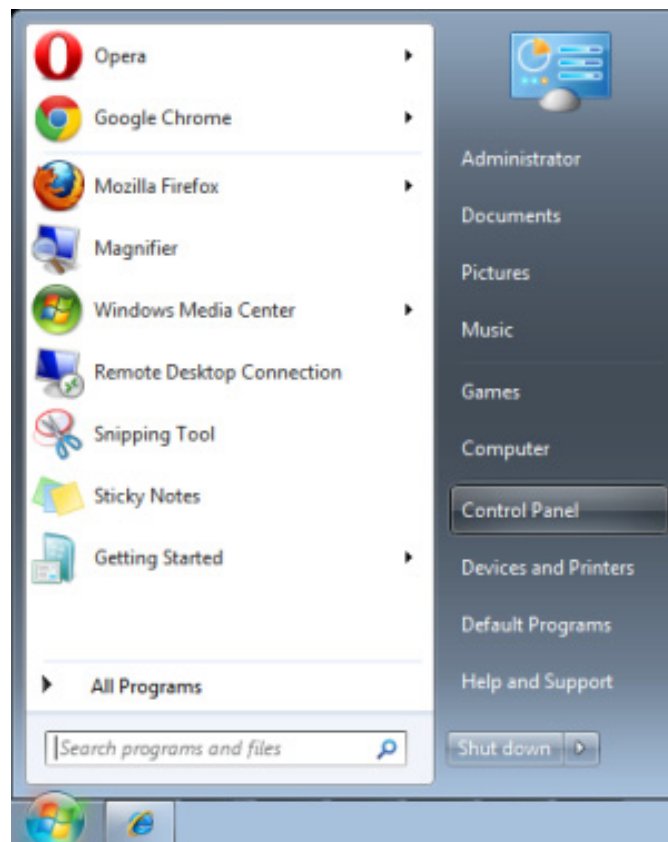 Opera
Google Chrome
Mozilla Firefox
Magnifier
Windows Media Center
Remote Desktop Connection
Snipping Tool
Sticky Notes
Getting Started
All Programs
Search programs and files
Administrator
Documents
Pictures
Music
Games
Computer
Control Panel
Devices and Printers
Default Programs
Help and Support
Shut down